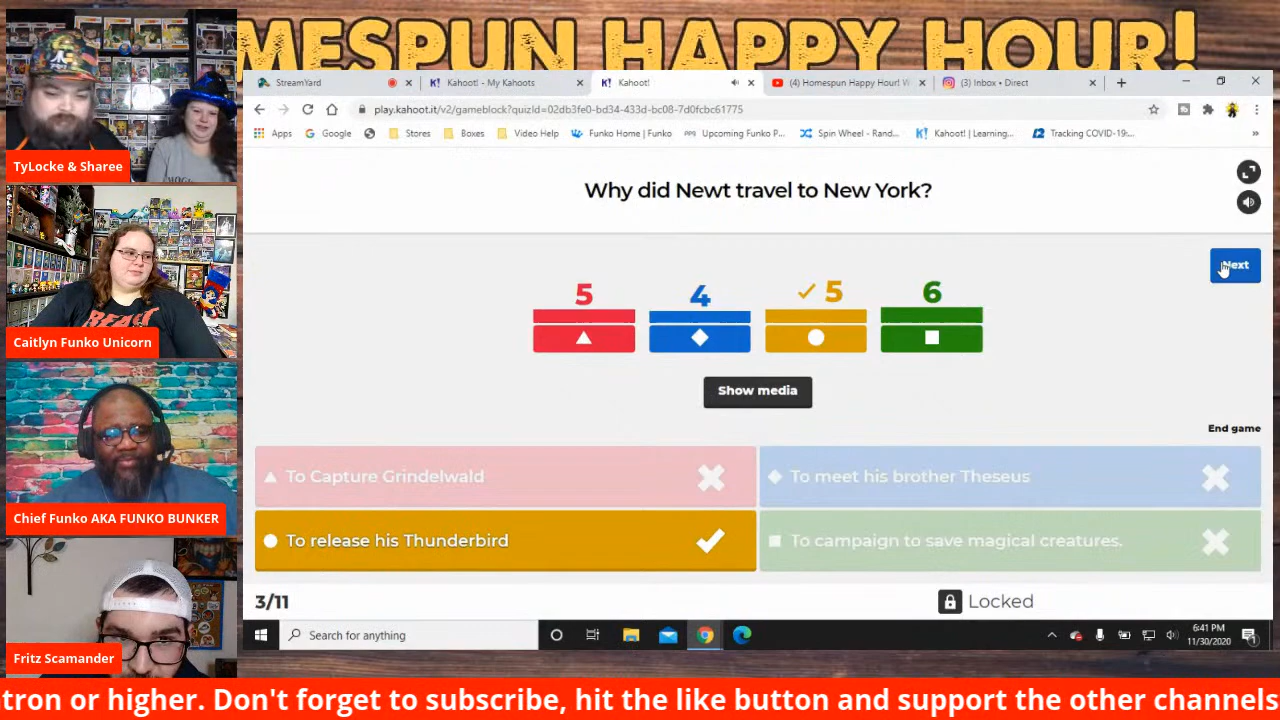 MESPUN HAPPY HOUR!
TyLocke & Sharee
Caitlyn Funko Unicorn
BEAST
Chief Funko AKA FUNKO BUNKER
Fritz Scamander
StreamYard
Kahoot! - My Kahoots
Kahoot!
(4) Homespun Happy Hour! W
(3) Inbox • Direct
play.kahoot.it/v2/gameblock?quizId=02db3fe0-bd34-433d-bc08-7d0fcbc61775
Apps
Google
Stores
Boxes
Video Help
Funko Home | Funko
Upcoming Funko P...
Spin Wheel - Rand...
Kahoot! | Learning...
Tracking COVID-19:...
Why did Newt travel to New York?
Next
5
4
5
6
Show media
End game
To Capture Grindelwald
To meet his brother Theseus
To release his Thunderbird
To campaign to save magical creatures.
3/11
Locked
Search for anything
6:41 PM
11/30/2020
tron or higher. Don't forget to subscribe, hit the like button and support the other channels